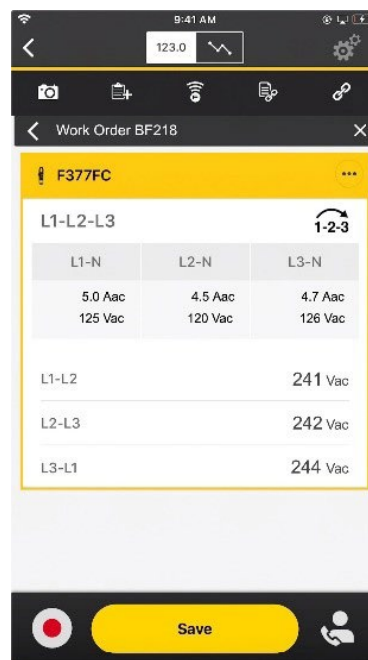 9:41 AM
123.0
Work Order BF218
F377FC
L1-L2-L3
1-2-3
L1-N L2-N L3-N
5.0 Aac 4.5 Aac 4.7 Aac
125 Vac 120 Vac 126 Vac
L1-L2 241 Vac
L2-L3 242 Vac
L3-L1 244 Vac
Save